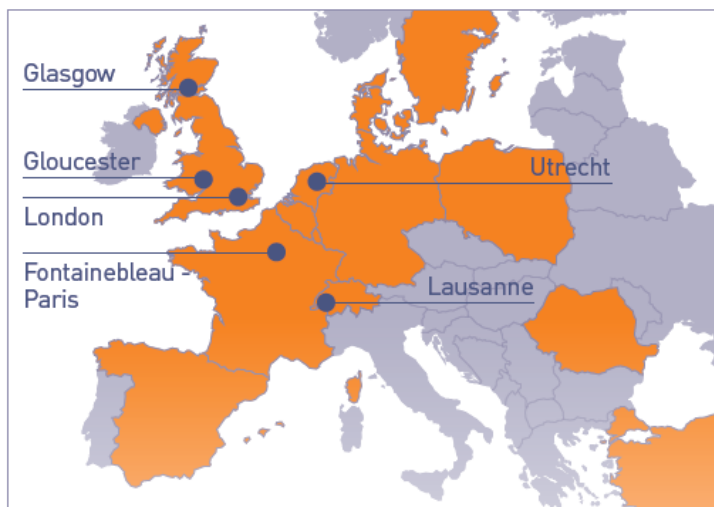 Glasgow
Gloucester
Utrecht
London
Fontainebleau -
Paris
Lausanne